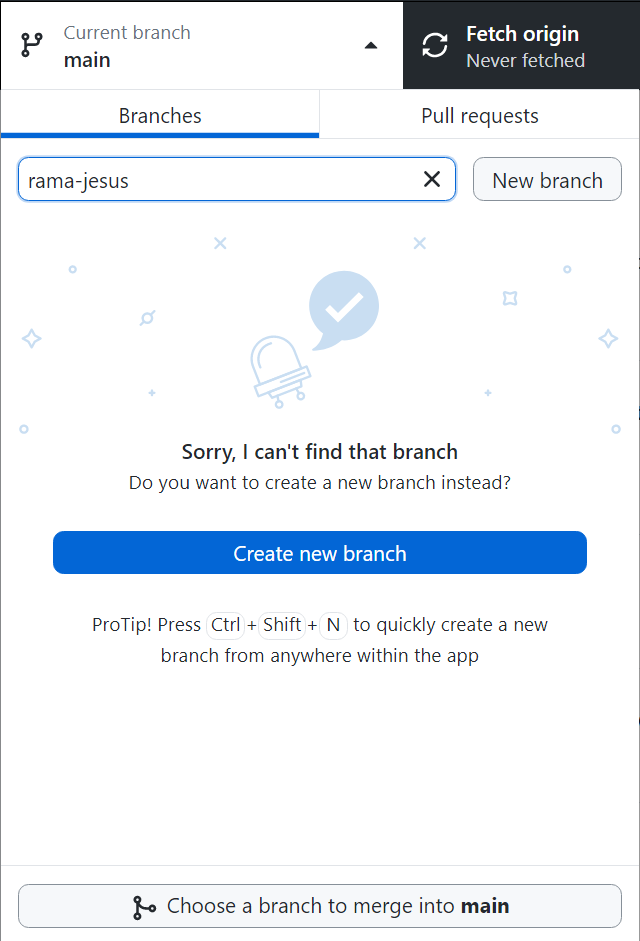 Current branch
main
Fetch origin
Never fetched
Branches
Pull requests
rama-jesus
New branch
Sorry, I can't find that branch
Do you want to create a new branch instead?
Create new branch
ProTip! Press Ctrl + Shift + N to quickly create a new
branch from anywhere within the app
Choose a branch to merge into main